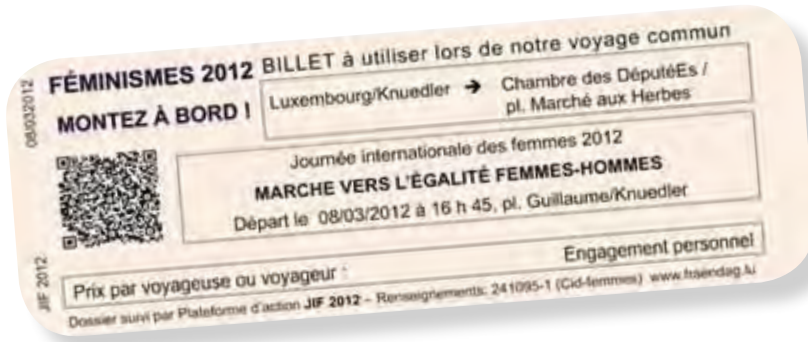 FÉMINISMES 2012 BILLET à utiliser lors de notre voyage commun
MONTEZ À BORD !
Luxembourg/Knuedler → Chambre des DéputéEs /
pl. Marché aux Herbes
08/032012
Journée internationale des femmes 2012
MARCHE VERS L'ÉGALITÉ FEMMES-HOMMES
Départ le 08/03/2012 à 16 h 45, pl. Guillaume/Knuedler
JIF 2012
Prix par voyageuse ou voyageur : Engagement personnel
Dossier suivi par Plateforme d'action JIF 2012 – Renseignements: 241095-1 (Cid-femmes) www.fraendag.lu